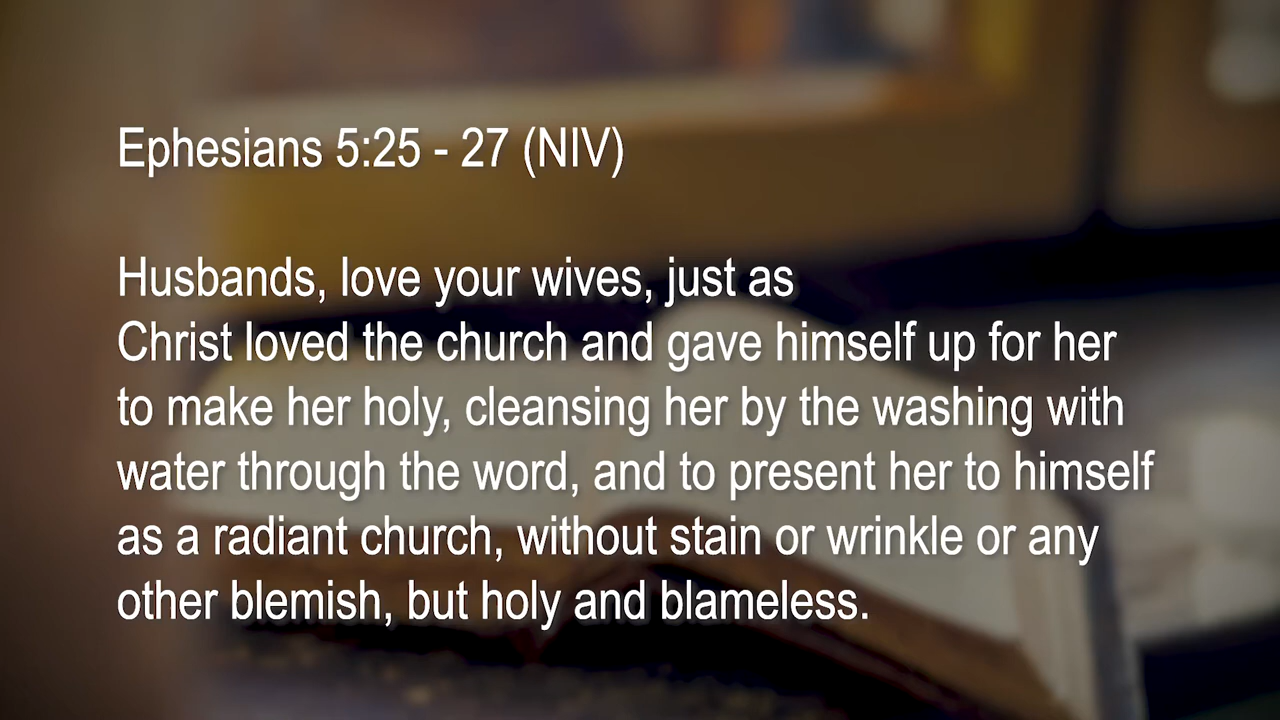 Ephesians 5:25 - 27 (NIV)
Husbands, love your wives, just as
Christ loved the church and gave himself up for her
to make her holy, cleansing her by the washing with
water through the word, and to present her to himself
as a radiant church, without stain or wrinkle or any
other blemish, but holy and blameless.